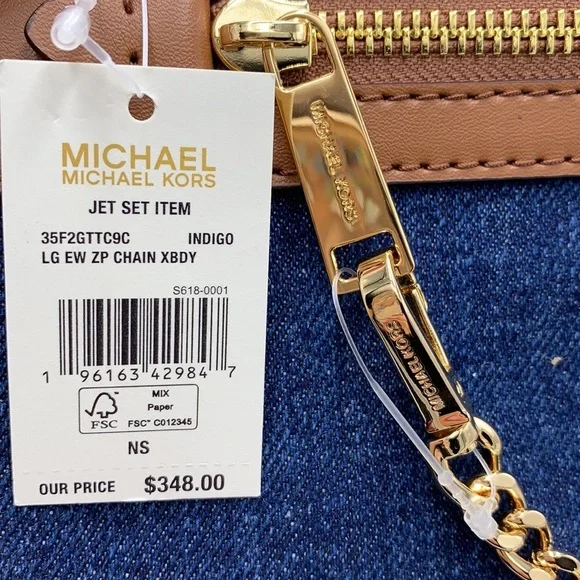 MICHAEL
MICHAEL KORS
JET SET ITEM
35F2GTTC9C INDIGO
LG EW ZP CHAIN XBDY
S618-0001
1 96163 42984 7
FSC
MIX
Paper
FSC™ C012345
NS
OUR PRICE $348.00
MICHAEL KORS
MICHAEL KORS